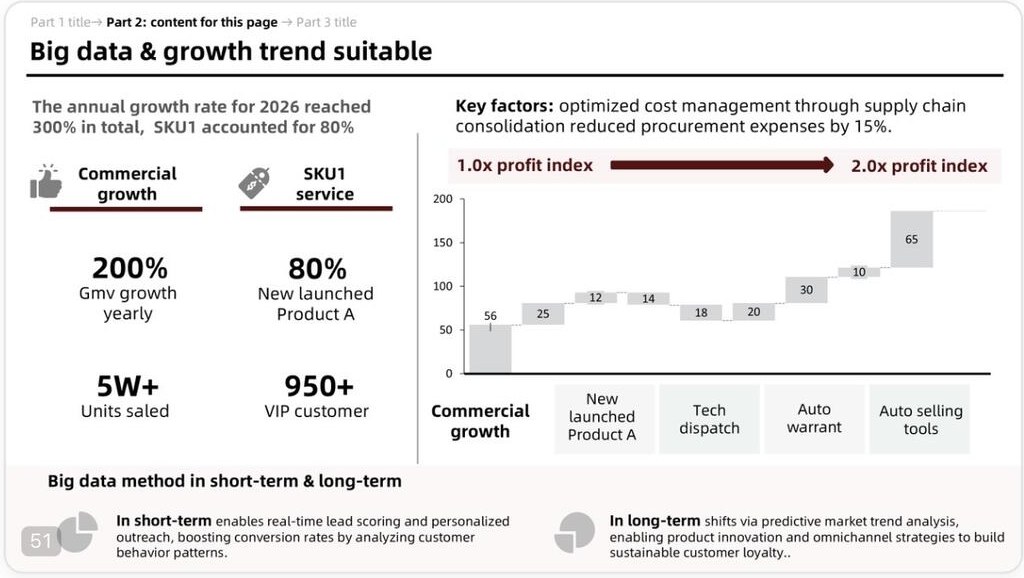 Part 1 title→ Part 2: content for this page → Part 3 title
Big data & growth trend suitable
The annual growth rate for 2026 reached
300% in total, SKU1 accounted for 80%
Commercial
growth
SKU1
service
200%
Gmv growth
yearly
80%
New launched
Product A
5W+
Units saled
950+
VIP customer
Key factors: optimized cost management through supply chain
consolidation reduced procurement expenses by 15%.
1.0x profit index
2.0x profit index
200
150
100
50
0
56
25
12
14
18
20
30
10
65
Commercial
growth
New
launched
Product A
Tech
dispatch
Auto
warrant
Auto selling
tools
Big data method in short-term & long-term
In short-term enables real-time lead scoring and personalized
outreach, boosting conversion rates by analyzing customer
behavior patterns.
In long-term shifts via predictive market trend analysis,
enabling product innovation and omnichannel strategies to build
sustainable customer loyalty..
51